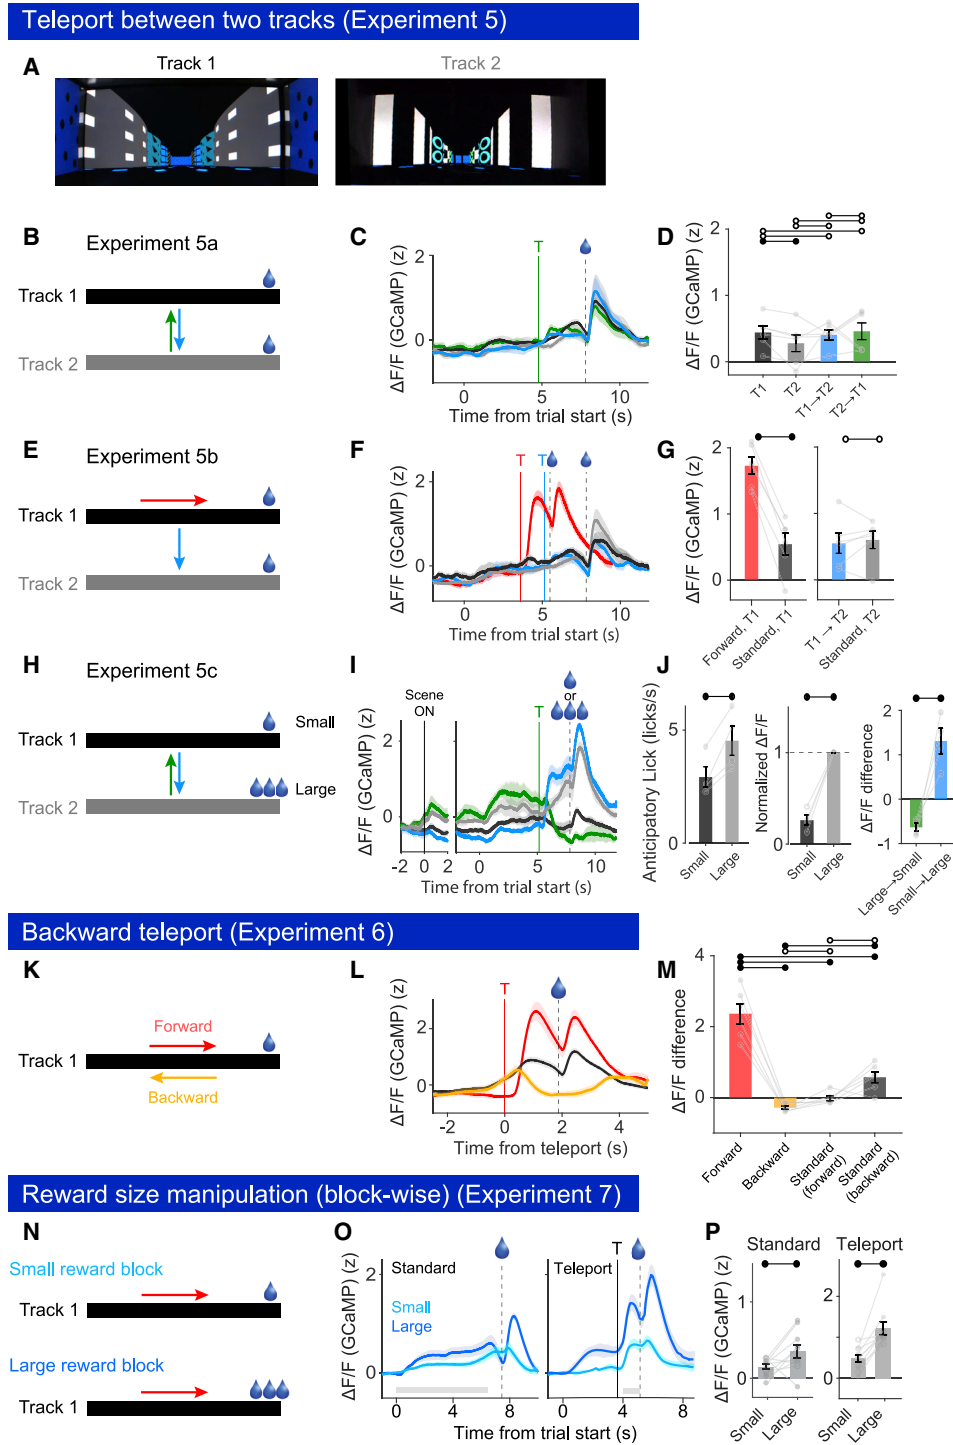 Teleport between two tracks (Experiment 5)
A
Track 1
Track 2
B
Experiment 5a
Track 1
Track 2
C
ΔF/F (GCaMP) (z)
2
0
T
0
5
10
Time from trial start (s)
D
ΔF/F (GCaMP) (z)
2
1
0
T1
T2
T1→T2
T2→T1
E
Experiment 5b
Track 1
Track 2
F
ΔF/F (GCaMP) (z)
2
0
T
T
0
5
10
Time from trial start (s)
G
ΔF/F (GCaMP) (z)
2
1
0
Forward, T1
Standard, T1
T1 → T2
Standard, T2
H
Experiment 5c
Small
Track 1
Large
Track 2
I
ΔF/F (GCaMP) (z)
2
0
Scene
ON
T
or
-2
0
2
0
5
10
Time from trial start (s)
J
Anticipatory Lick (licks/s)
5
0
Small
Large
Normalized ΔF/F
1
0
Small
Large
ΔF/F difference
2
1
0
-1
Large→Small
Small→Large
Backward teleport (Experiment 6)
K
Forward
Track 1
Backward
L
ΔF/F (GCaMP) (z)
2
0
T
-2
0
2
4
Time from teleport (s)
M
ΔF/F difference
4
2
0
Forward
Backward
Standard
(forward)
Standard
(backward)
Reward size manipulation (block-wise) (Experiment 7)
N
Small reward block
Track 1
Large reward block
Track 1
O
ΔF/F (GCaMP) (z)
2
0
Standard
Small
Large
Teleport
T
0
4
8
0
4
8
Time from trial start (s)
P
Standard
Teleport
ΔF/F (GCaMP) (z)
1
0
Small
Large
2
1
0
Small
Large